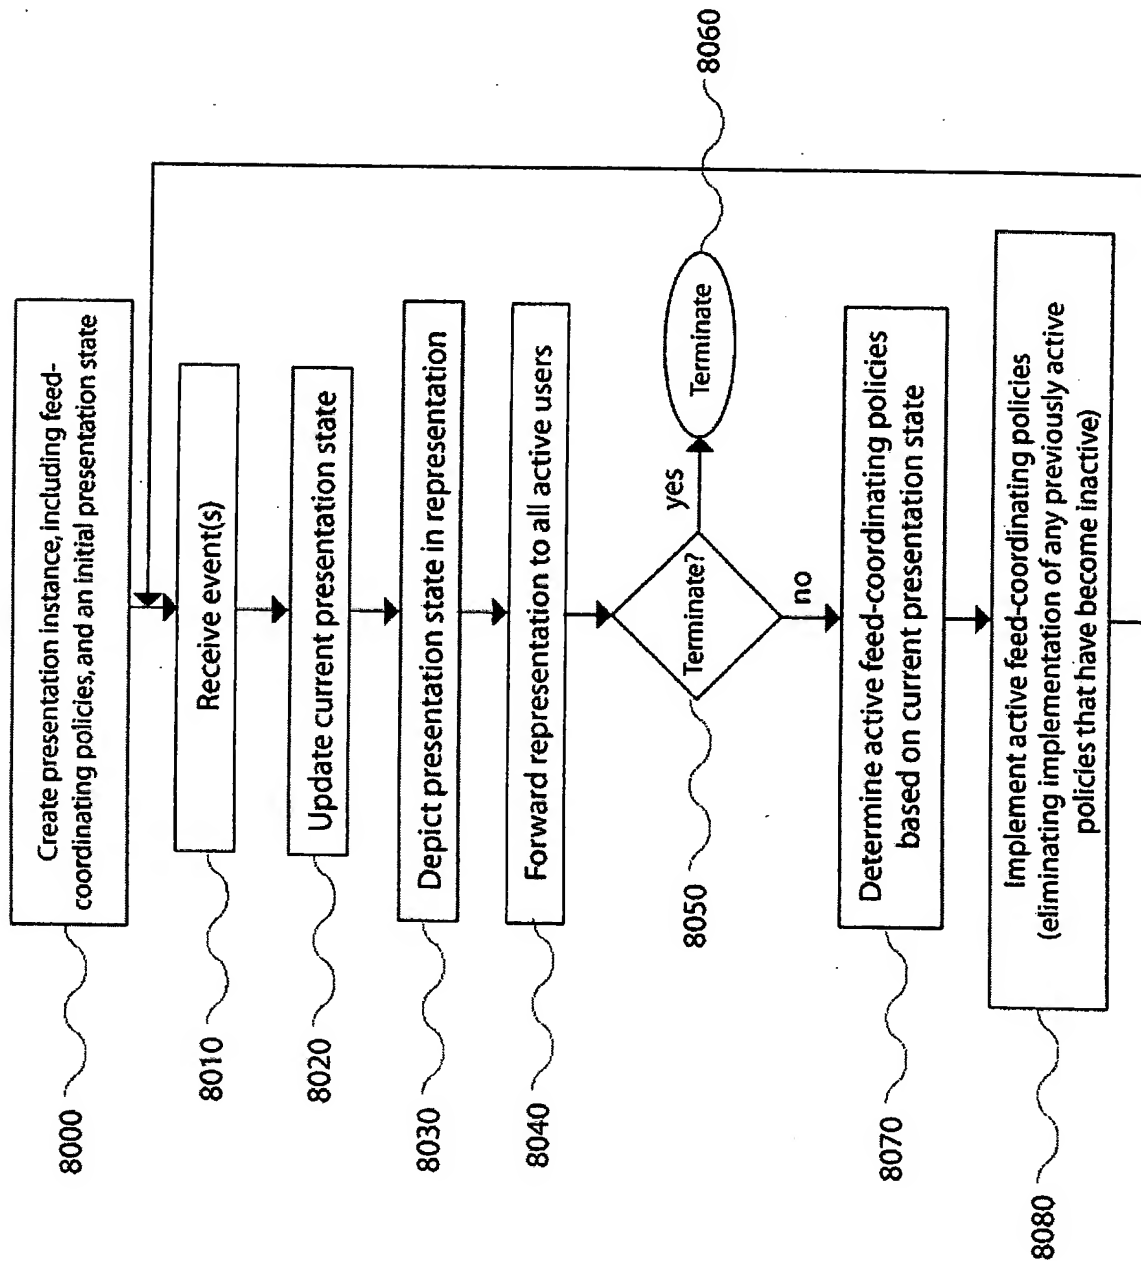 8000
Create presentation instance, including feed-
coordinating policies, and an initial presentation state
8010
Receive event(s)
8020
Update current presentation state
8030
Depict presentation state in representation
8040
Forward representation to all active users
8050
Terminate?
yes
Terminate
8060
no
8070
Determine active feed-coordinating policies
based on current presentation state
8080
Implement active feed-coordinating policies
(eliminating implementation of any previously active
policies that have become inactive)